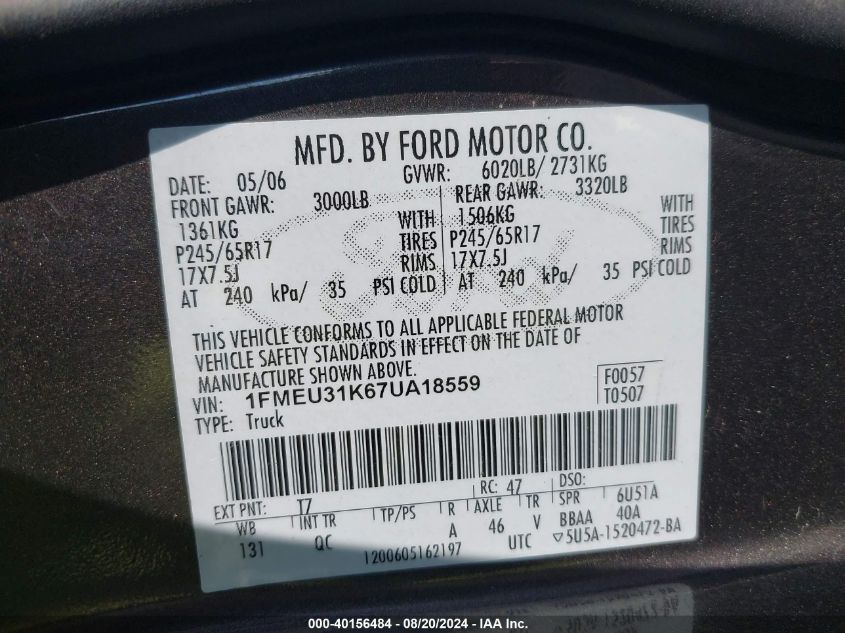 MFD. BY FORD MOTOR CO.
DATE: 05/06 GVWR: 6020LB/ 2731KG
FRONT GAWR: 3000LB REAR GAWR: 3320LB
1361KG WITH 1506KG WITH
P245/65R17 TIRES P245/65R17 TIRES
17X7.5J RIMS 17X7.5J RIMS
AT 240 kPa/ 35 PSI COLD AT 240 kPa/ 35 PSI COLD
THIS VEHICLE CONFORMS TO ALL APPLICABLE FEDERAL MOTOR
VEHICLE SAFETY STANDARDS IN EFFECT ON THE DATE OF
MANUFACTURE SHOWN ABOVE.
VIN: 1FMEU31K67UA18559 F0057
TYPE: Truck T0507
EXT PNT: T7 RC: 47 DSO:
WB INT TR TP/PS R AXLE TR SPR 6U51A
131 QC A 46 V BBAA 40A
1200605162197 UTC ▽5U5A-1520472-BA
000-40156484 - 08/20/2024 - IAA Inc.